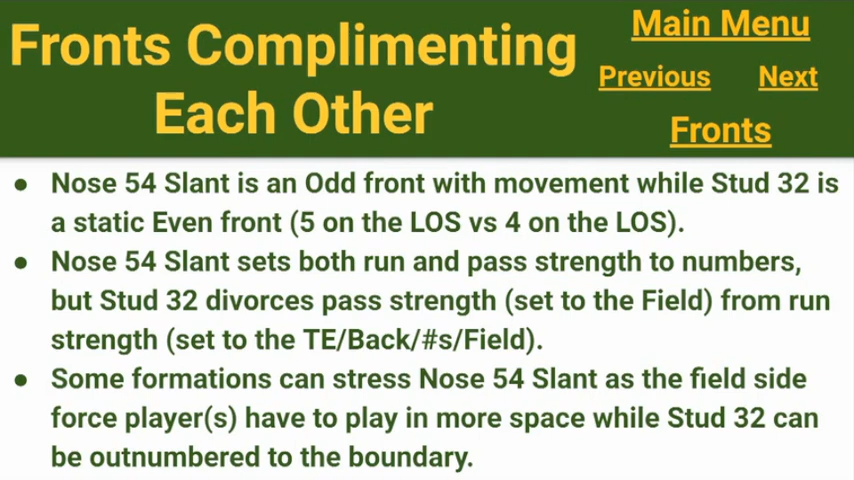 Fronts Complimenting
Each Other
Main Menu
Previous Next
Fronts
● Nose 54 Slant is an Odd front with movement while Stud 32 is
a static Even front (5 on the LOS vs 4 on the LOS).
● Nose 54 Slant sets both run and pass strength to numbers,
but Stud 32 divorces pass strength (set to the Field) from run
strength (set to the TE/Back/#s/Field).
● Some formations can stress Nose 54 Slant as the field side
force player(s) have to play in more space while Stud 32 can
be outnumbered to the boundary.